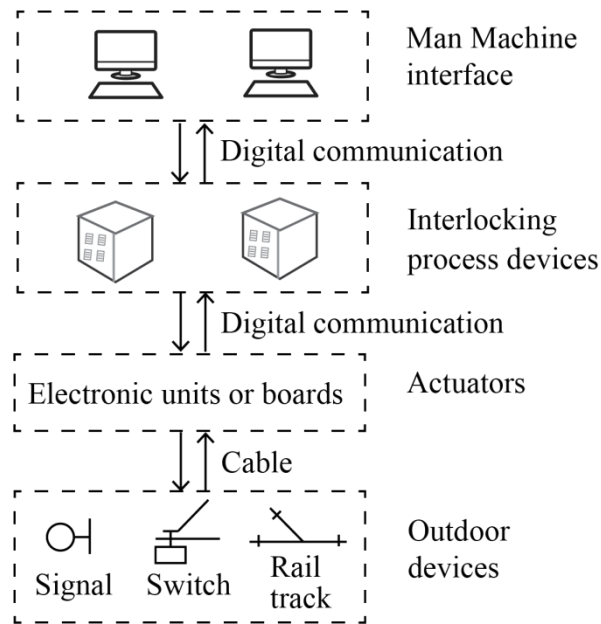 Man Machine
interface
Digital communication
Interlocking
process devices
Digital communication
Electronic units or boards
Actuators
Cable
Signal
Switch
Rail
track
Outdoor
devices